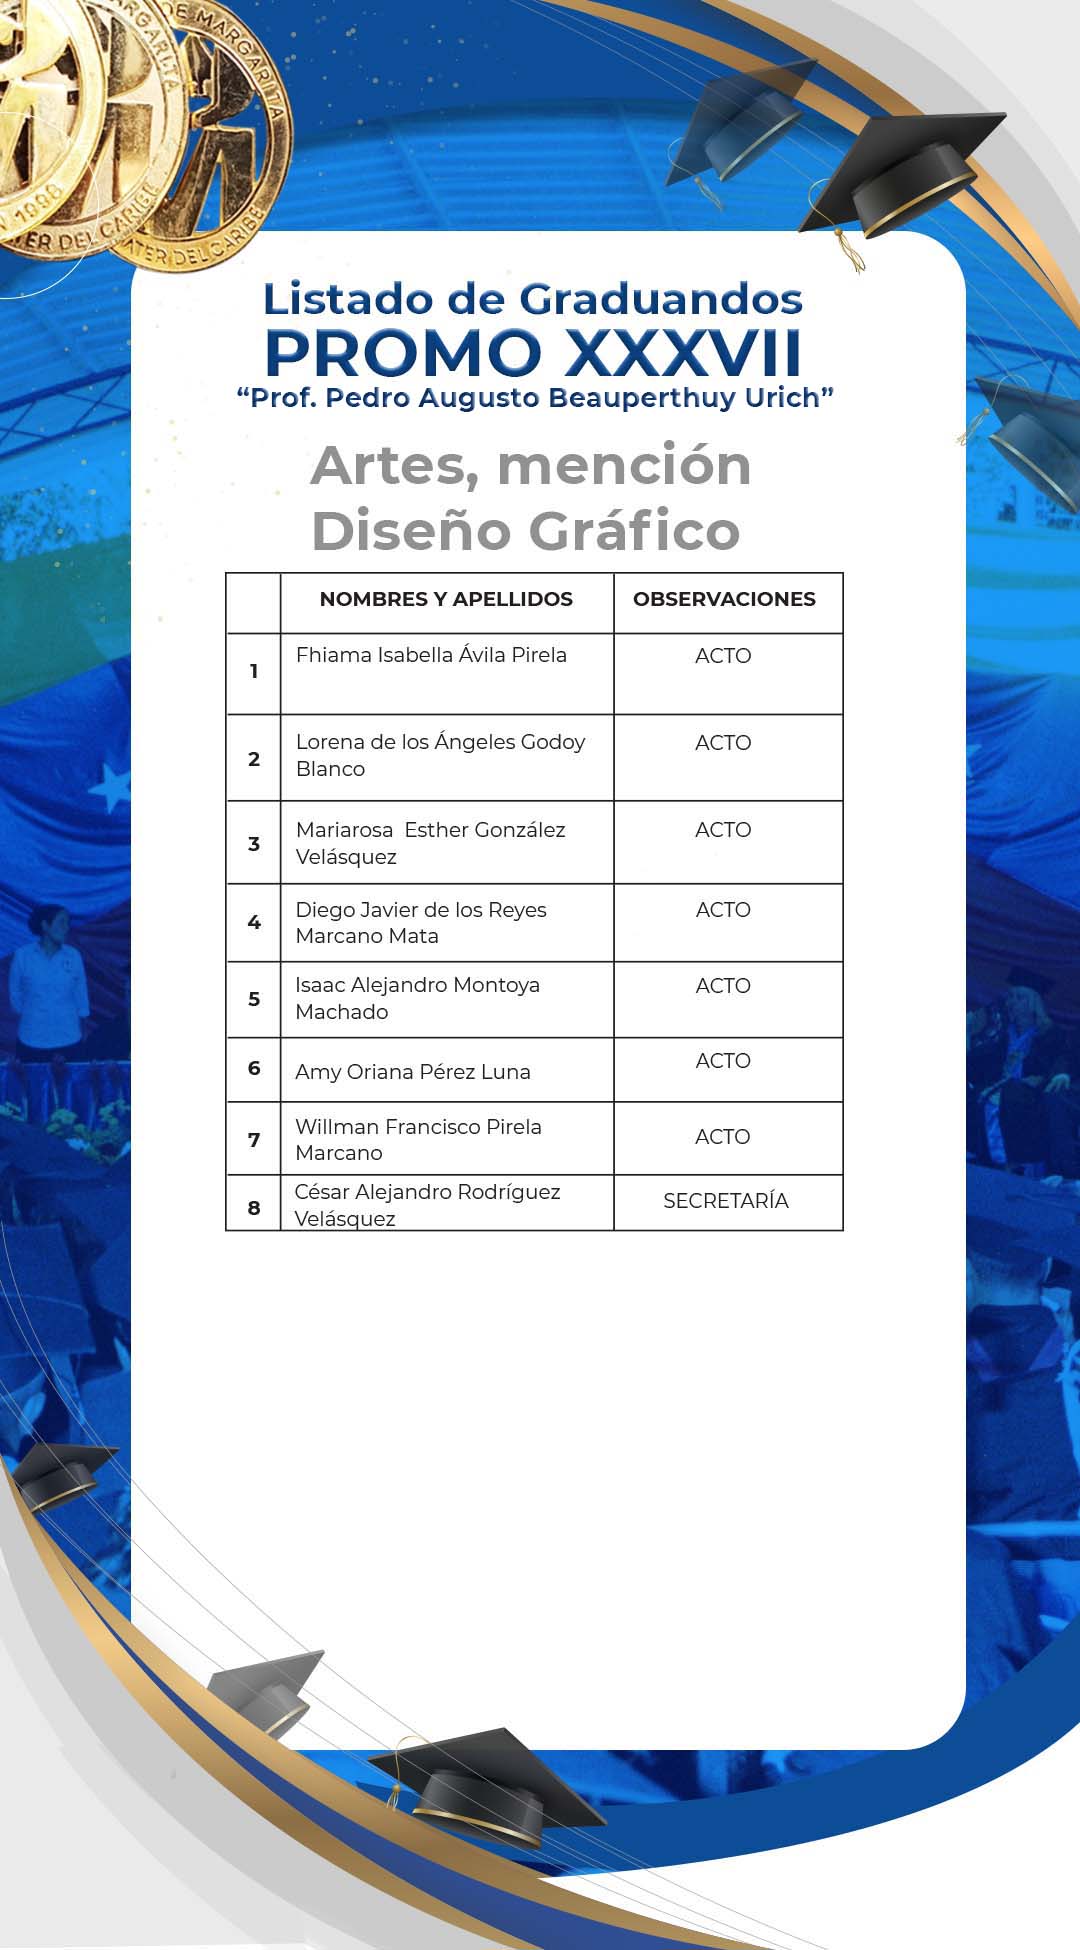 DE MARGARITA
ARGARITA
1998
TER DEL CARIBE
ATER DEL CARIBE
Listado de Graduandos
PROMO XXXVII
“Prof. Pedro Augusto Beauperthuy Urich”
Artes, mención
Diseño Gráfico
NOMBRES Y APELLIDOS OBSERVACIONES
1 Fhiama Isabella Ávila Pirela ACTO
2 Lorena de los Ángeles Godoy ACTO
Blanco
3 Mariarosa  Esther González ACTO
Velásquez
4 Diego Javier de los Reyes ACTO
Marcano Mata
5 Isaac Alejandro Montoya ACTO
Machado
6 Amy Oriana Pérez Luna ACTO
7 Willman Francisco Pirela ACTO
Marcano
8 César Alejandro Rodríguez SECRETARÍA
Velásquez